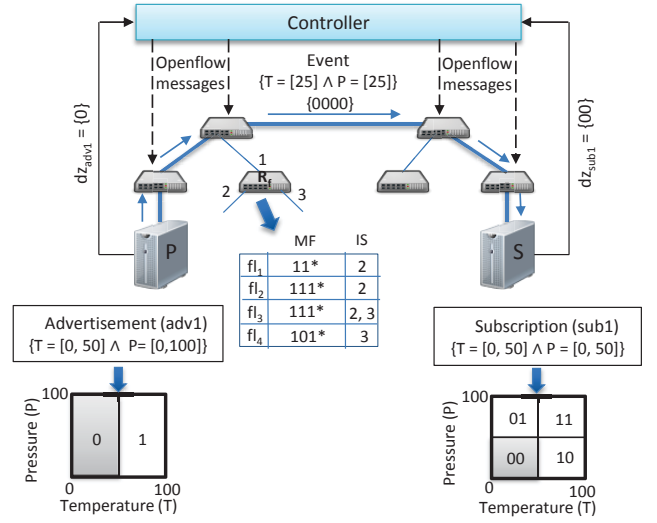 Controller
Openflow
messages
Event
{T = [25] ∧ P = [25]}
{0000}
Openflow
messages
dz_adv1 = {0}
dz_sub1 = {00}
1
R_f
2
3
P
S
MF IS
fl_1 11* 2
fl_2 111* 2
fl_3 111* 2, 3
fl_4 101* 3
Advertisement (adv1)
{T = [0, 50] ∧ P= [0,100]}
Subscription (sub1)
{T = [0, 50] ∧ P = [0, 50]}
100
Pressure (P)
0 1
0 100
Temperature (T)
100
Pressure (P)
01 11
00 10
0 100
Temperature (T)